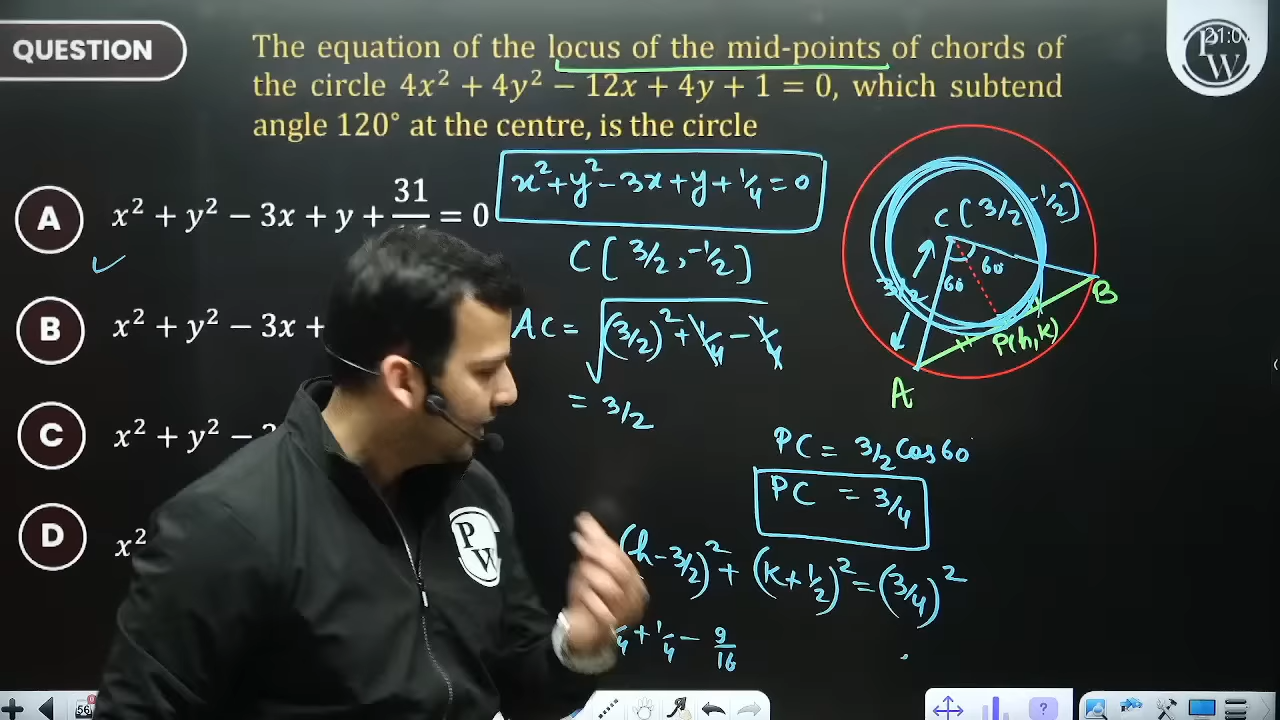 QUESTION
The equation of the locus of the mid-points of chords of
the circle 4x² + 4y² − 12x + 4y + 1 = 0, which subtend
angle 120° at the centre, is the circle
PW
A x² + y² − 3x + y + 31 = 0
B x² + y² − 3x +
C x² + y² −
D x²
x² + y² − 3x + y + 1/4 = 0
C [3/2, -1/2]
AC = √(3/2)² + 1/4 − 1/4
= 3/2
C [3/2 -1/2]
60
60
3/2
P(h,k)
B
A
PC = 3/2 Cos60
PC = 3/4
(h − 3/2)² + (k + 1/2)² = (3/4)²
+ 1/4 − 9/16
PW